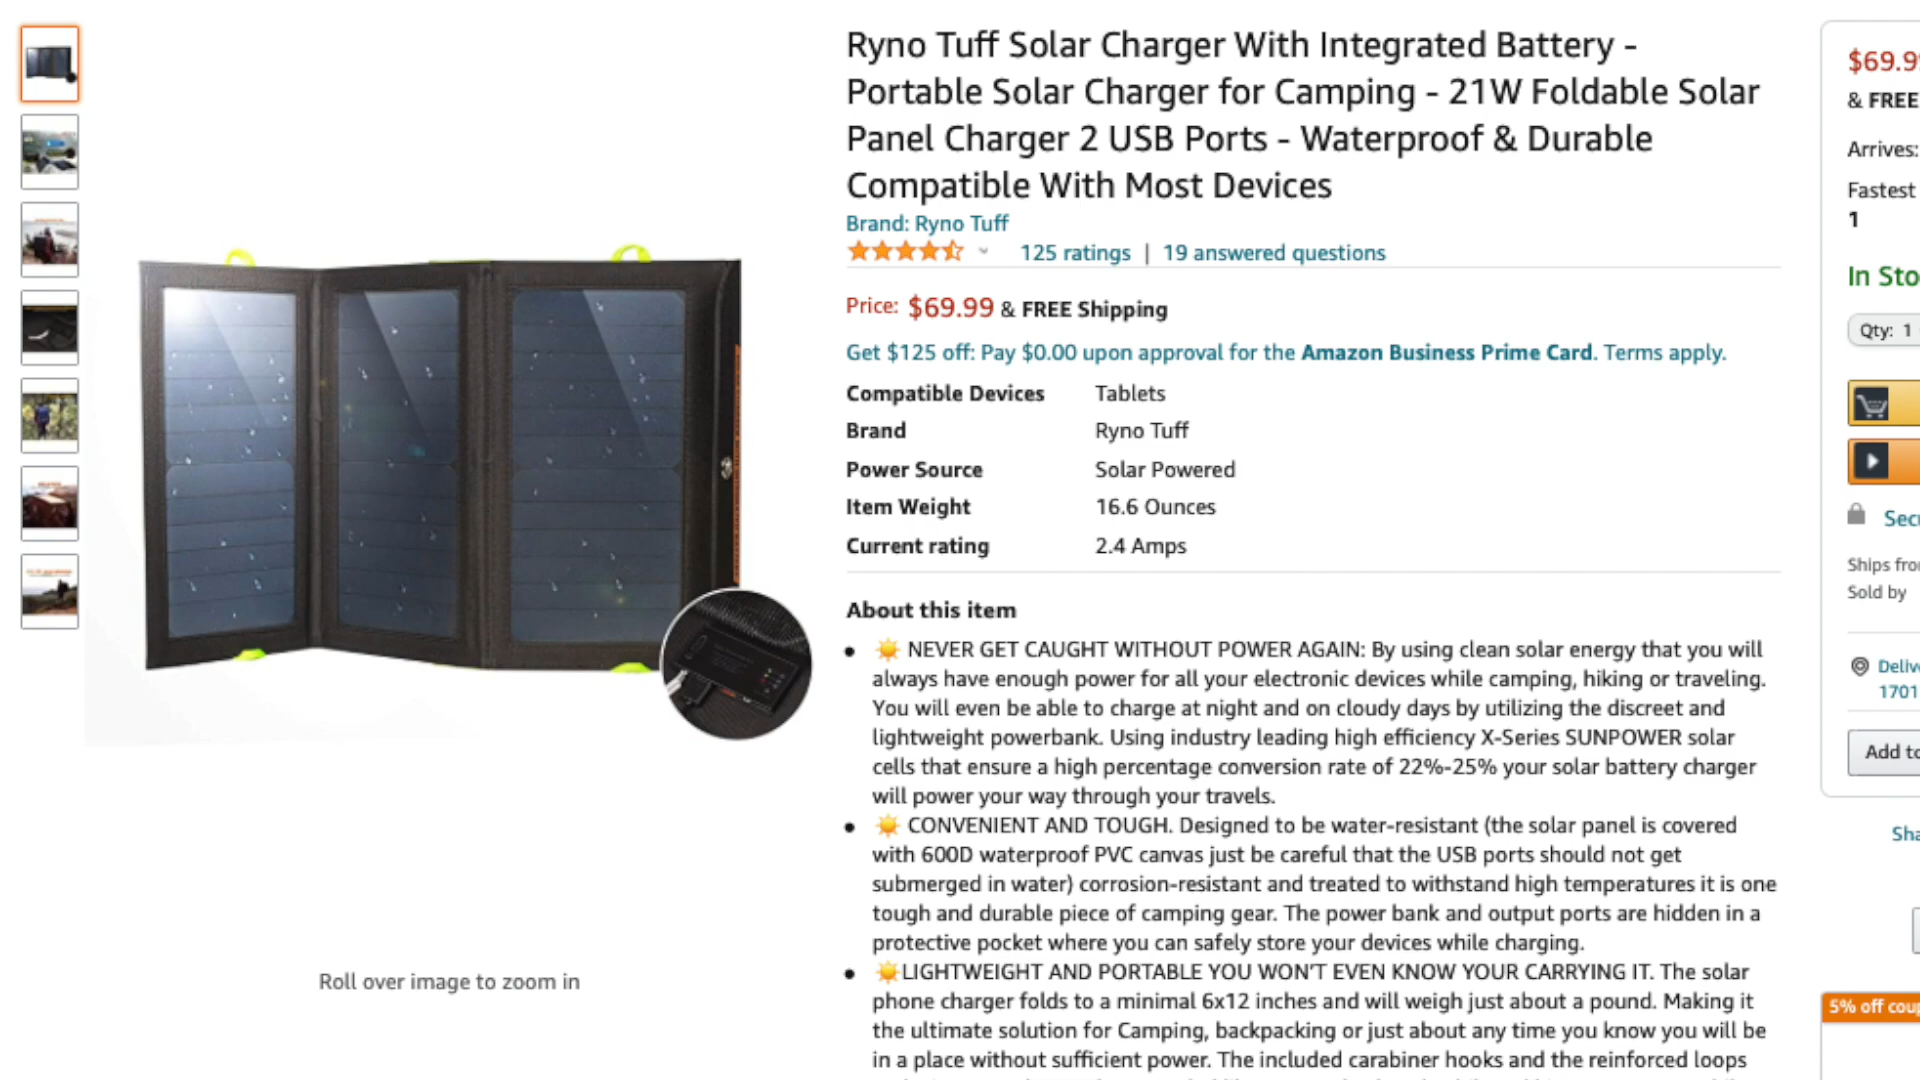 Ryno Tuff Solar Charger With Integrated Battery -
Portable Solar Charger for Camping - 21W Foldable Solar
Panel Charger 2 USB Ports - Waterproof & Durable
Compatible With Most Devices
Brand: Ryno Tuff
125 ratings | 19 answered questions
Price: $69.99 & FREE Shipping
Get $125 off: Pay $0.00 upon approval for the Amazon Business Prime Card. Terms apply.
Compatible Devices Tablets
Brand Ryno Tuff
Power Source Solar Powered
Item Weight 16.6 Ounces
Current rating 2.4 Amps
About this item
NEVER GET CAUGHT WITHOUT POWER AGAIN: By using clean solar energy that you will
always have enough power for all your electronic devices while camping, hiking or traveling.
You will even be able to charge at night and on cloudy days by utilizing the discreet and
lightweight powerbank. Using industry leading high efficiency X-Series SUNPOWER solar
cells that ensure a high percentage conversion rate of 22%-25% your solar battery charger
will power your way through your travels.
CONVENIENT AND TOUGH. Designed to be water-resistant (the solar panel is covered
with 600D waterproof PVC canvas just be careful that the USB ports should not get
submerged in water) corrosion-resistant and treated to withstand high temperatures it is one
tough and durable piece of camping gear. The power bank and output ports are hidden in a
protective pocket where you can safely store your devices while charging.
LIGHTWEIGHT AND PORTABLE YOU WON'T EVEN KNOW YOUR CARRYING IT. The solar
phone charger folds to a minimal 6x12 inches and will weigh just about a pound. Making it
the ultimate solution for Camping, backpacking or just about any time you know you will be
in a place without sufficient power. The included carabiner hooks and the reinforced loops
Roll over image to zoom in
$69.9
& FREE
Arrives:
Fastest
1
In Sto
Qty: 1
Secu
Ships fro
Sold by
Delive
1701
Add to
Sha
5% off coup